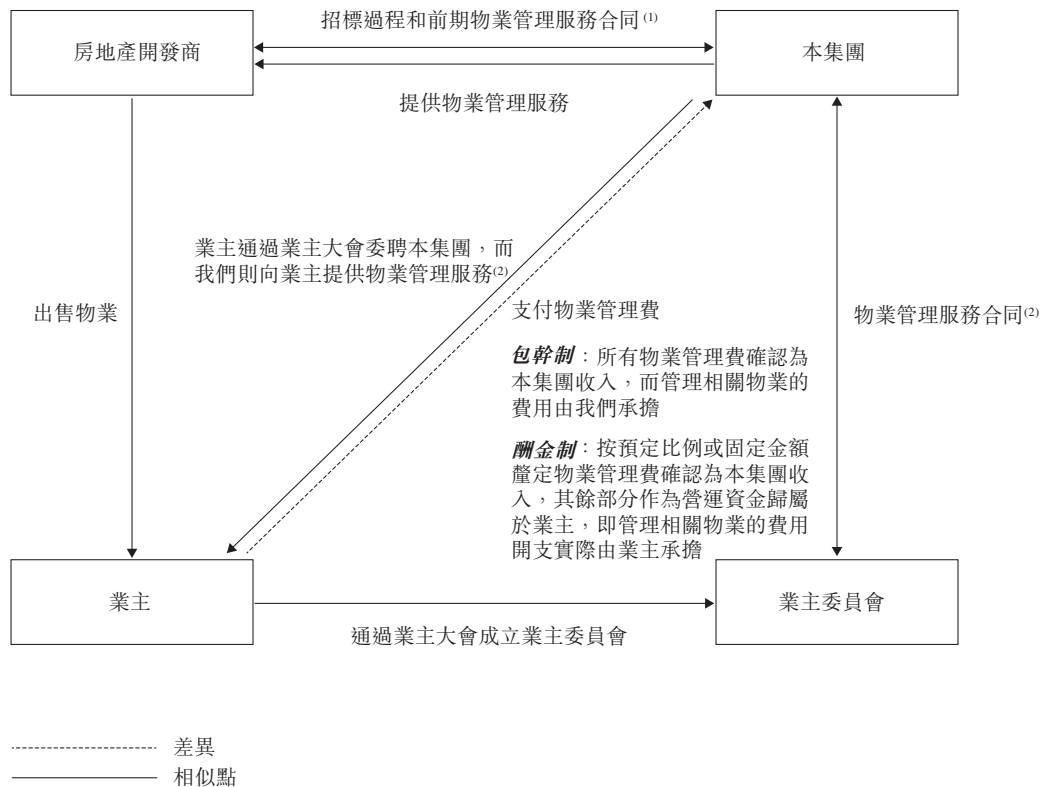 招標過程和前期物業管理服務合同(1)
房地產開發商
本集團
提供物業管理服務
業主通過業主大會委聘本集團，而
我們則向業主提供物業管理服務(2)
出售物業
支付物業管理費
物業管理服務合同(2)
包幹制：所有物業管理費確認為
本集團收入，而管理相關物業的
費用由我們承擔
酬金制：按預定比例或固定金額
釐定物業管理費確認為本集團收
入，其餘部分作為營運資金歸屬
於業主，即管理相關物業的費用
開支實際由業主承擔
業主
業主委員會
通過業主大會成立業主委員會
差異
相似點